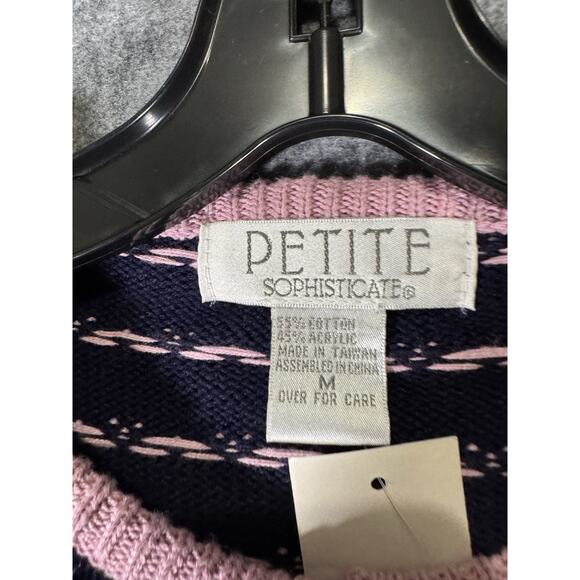 PETITE
SOPHISTICATE®
55% COTTON
45% ACRYLIC
MADE IN TAIWAN
ASSEMBLED IN CHINA
M
OVER FOR CARE